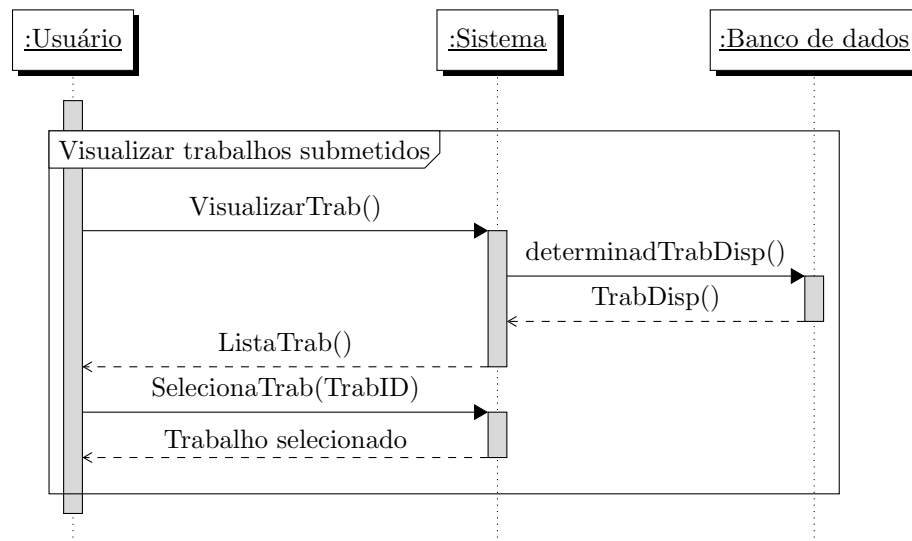 :Usuário
:Sistema
:Banco de dados
Visualizar trabalhos submetidos
VisualizarTrab()
determinadTrabDisp()
TrabDisp()
ListaTrab()
SelecionaTrab(TrabID)
Trabalho selecionado